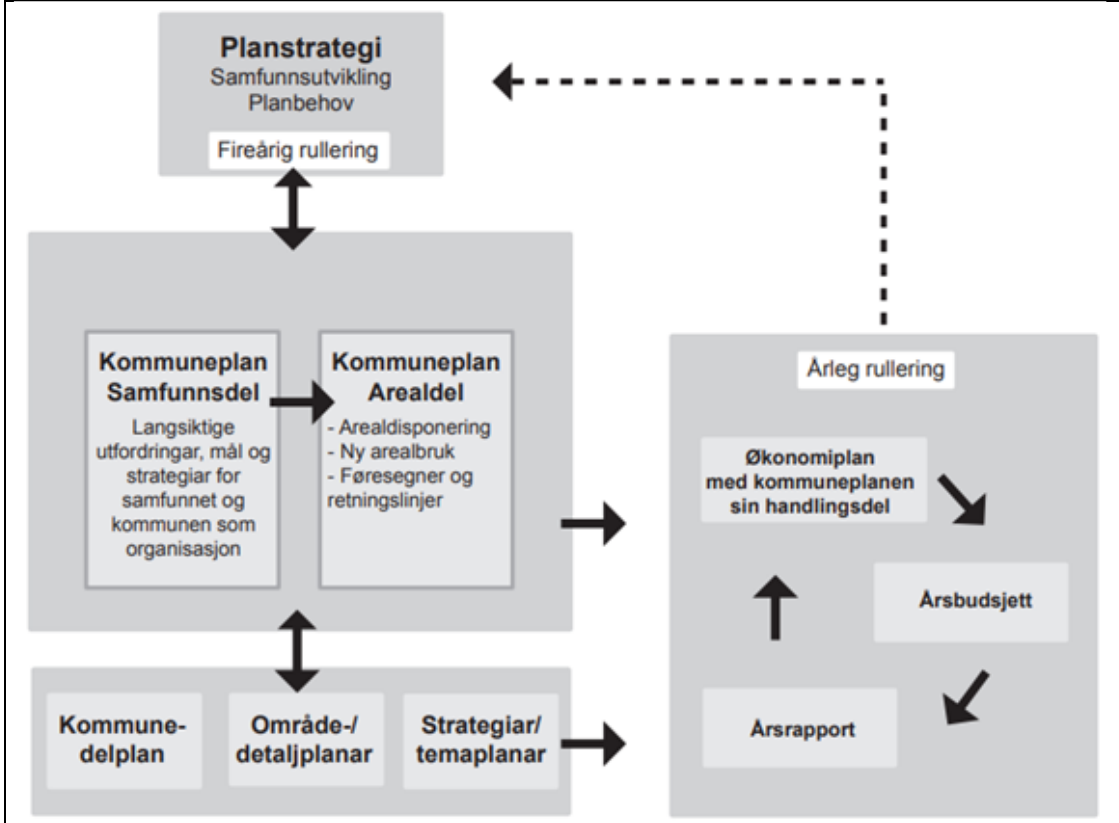 Planstrategi
Samfunnsutvikling
Planbehov
Fireårig rullering
Kommuneplan
Samfunnsdel
Langsiktige
utfordringar, mål og
strategiar for
samfunnet og
kommunen som
organisasjon
Kommuneplan
Arealdel
- Arealdisponering
- Ny arealbruk
- Føresegner og
retningslinjer
Kommune-
delplan
Område-/
detaljplanar
Strategiar/
temaplanar
Årleg rullering
Økonomiplan
med kommuneplanen
sin handlingsdel
Årsbudsjett
Årsrapport